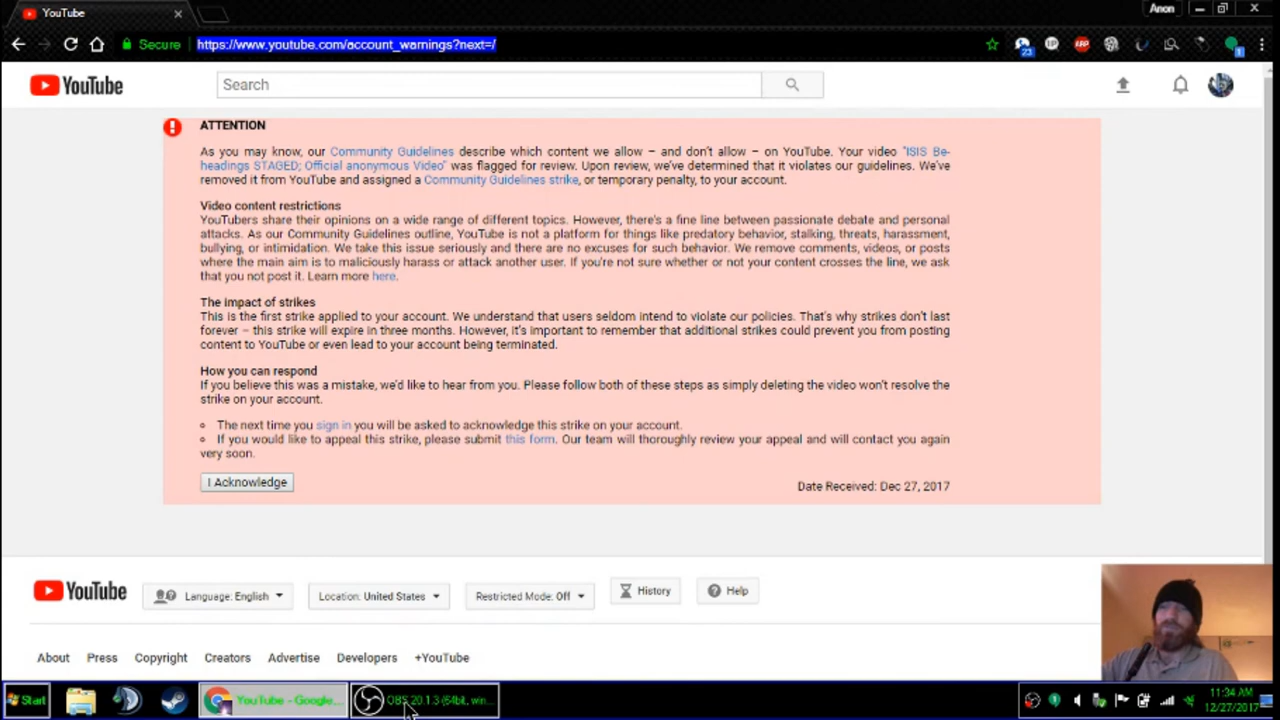 YouTube
Anon
Secure https://www.youtube.com/account_warnings?next=/
23
ABP
1
YouTube
Search
ATTENTION
As you may know, our Community Guidelines describe which content we allow – and don't allow – on YouTube. Your video "ISIS Be-
headings STAGED; Official anonymous Video" was flagged for review. Upon review, we've determined that it violates our guidelines. We've
removed it from YouTube and assigned a Community Guidelines strike, or temporary penalty, to your account.
Video content restrictions
YouTubers share their opinions on a wide range of different topics. However, there's a fine line between passionate debate and personal
attacks. As our Community Guidelines outline, YouTube is not a platform for things like predatory behavior, stalking, threats, harassment,
bullying, or intimidation. We take this issue seriously and there are no excuses for such behavior. We remove comments, videos, or posts
where the main aim is to maliciously harass or attack another user. If you're not sure whether or not your content crosses the line, we ask
that you not post it. Learn more here.
The impact of strikes
This is the first strike applied to your account. We understand that users seldom intend to violate our policies. That's why strikes don't last
forever – this strike will expire in three months. However, it's important to remember that additional strikes could prevent you from posting
content to YouTube or even lead to your account being terminated.
How you can respond
If you believe this was a mistake, we'd like to hear from you. Please follow both of these steps as simply deleting the video won't resolve the
strike on your account.
The next time you sign in you will be asked to acknowledge this strike on your account.
If you would like to appeal this strike, please submit this form. Our team will thoroughly review your appeal and will contact you again
very soon.
I Acknowledge
Date Received: Dec 27, 2017
YouTube
Language: English
Location: United States
Restricted Mode: Off
History
Help
About Press Copyright Creators Advertise Developers +YouTube
Start
YouTube - Google...
OBS 20.1.3 (64bit, win...
11:34 AM
12/27/2017